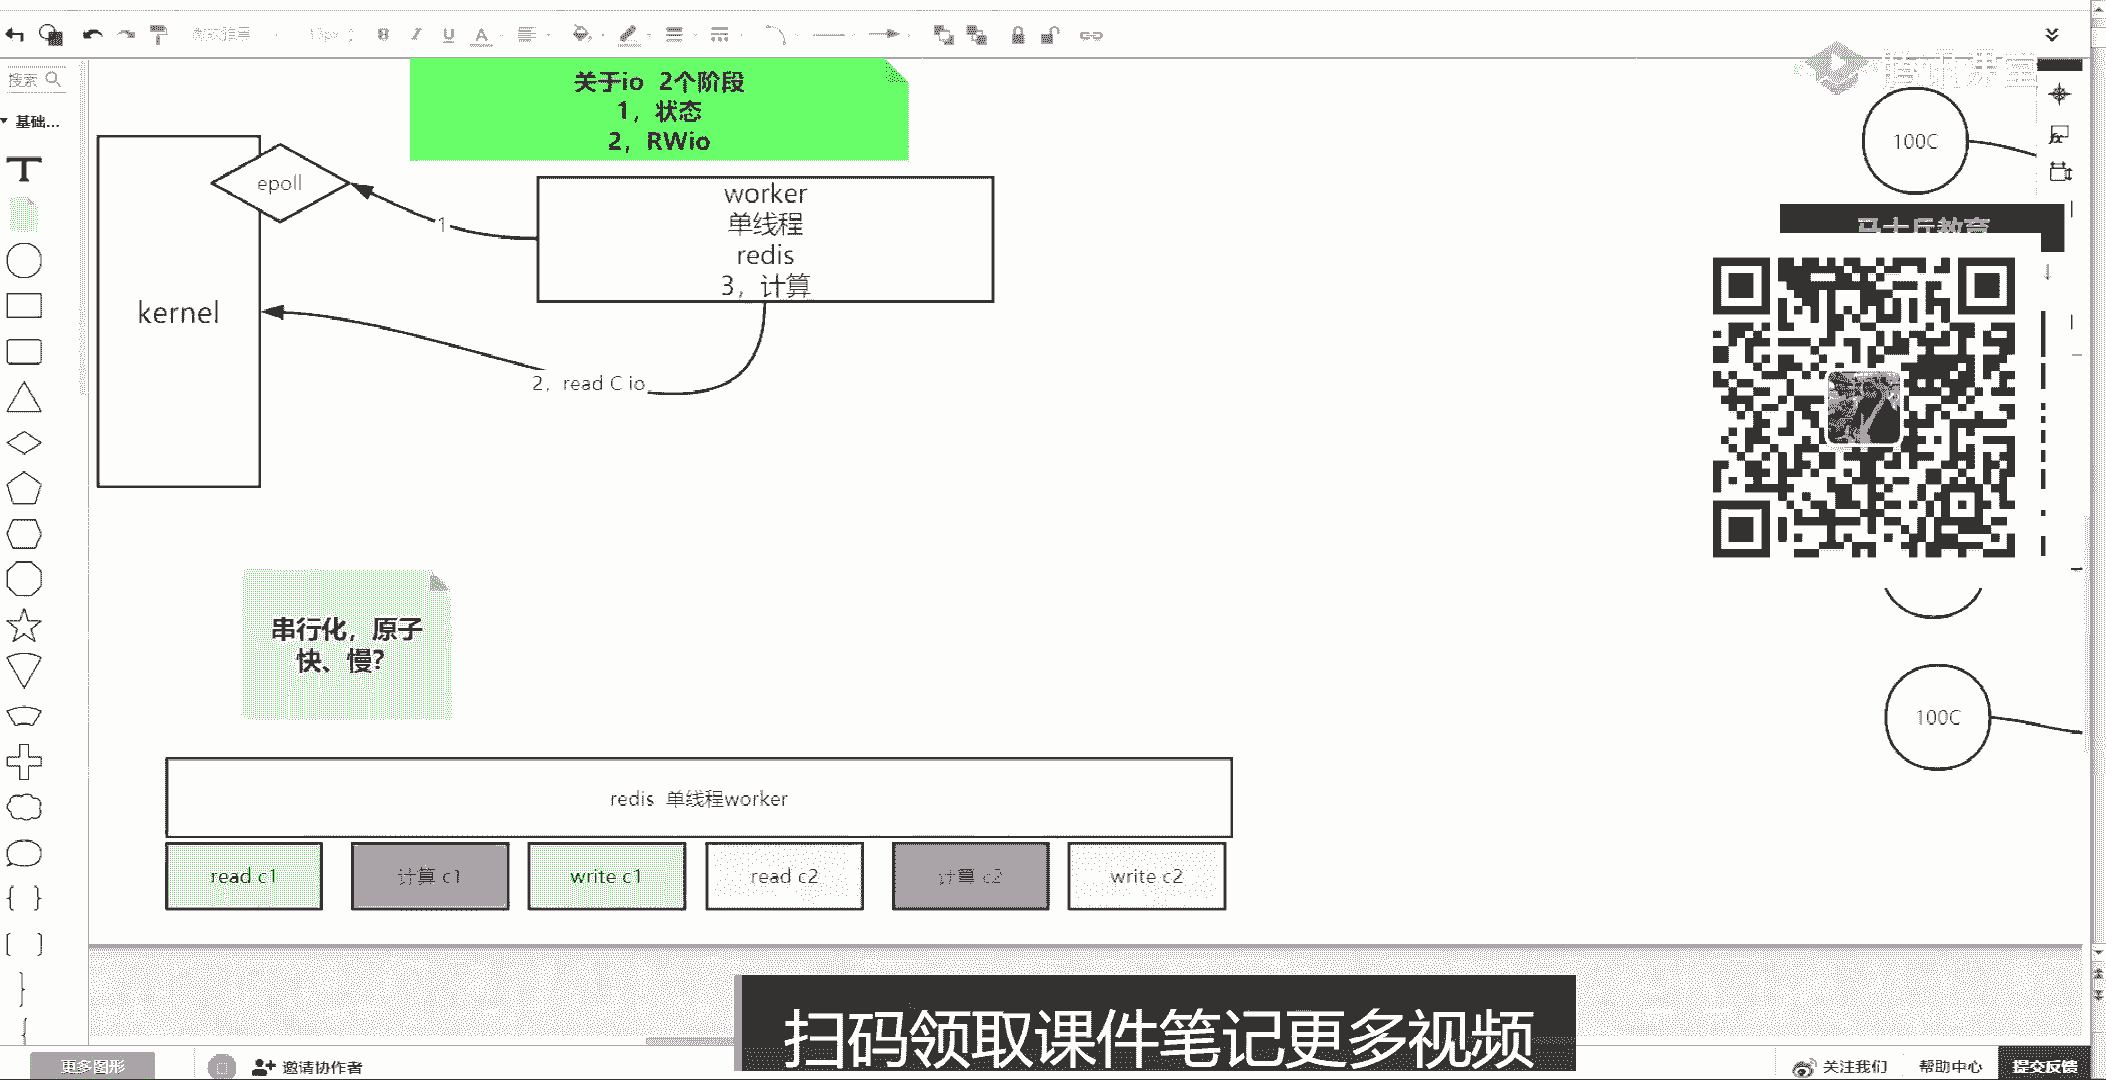 搜索
基础...
关于io  2个阶段
1，状态
2，RWio
epoll
1
worker
单线程
redis
3，计算
kernel
2，read C io
100C
腾讯课堂
马士兵教育
串行化，原子
快、慢？
100C
redis  单线程worker
read c1
计算 c1
write c1
read c2
计算 c2
write c2
扫码领取课件笔记更多视频
更多图形
邀请协作者
关注我们
帮助中心
提交反馈